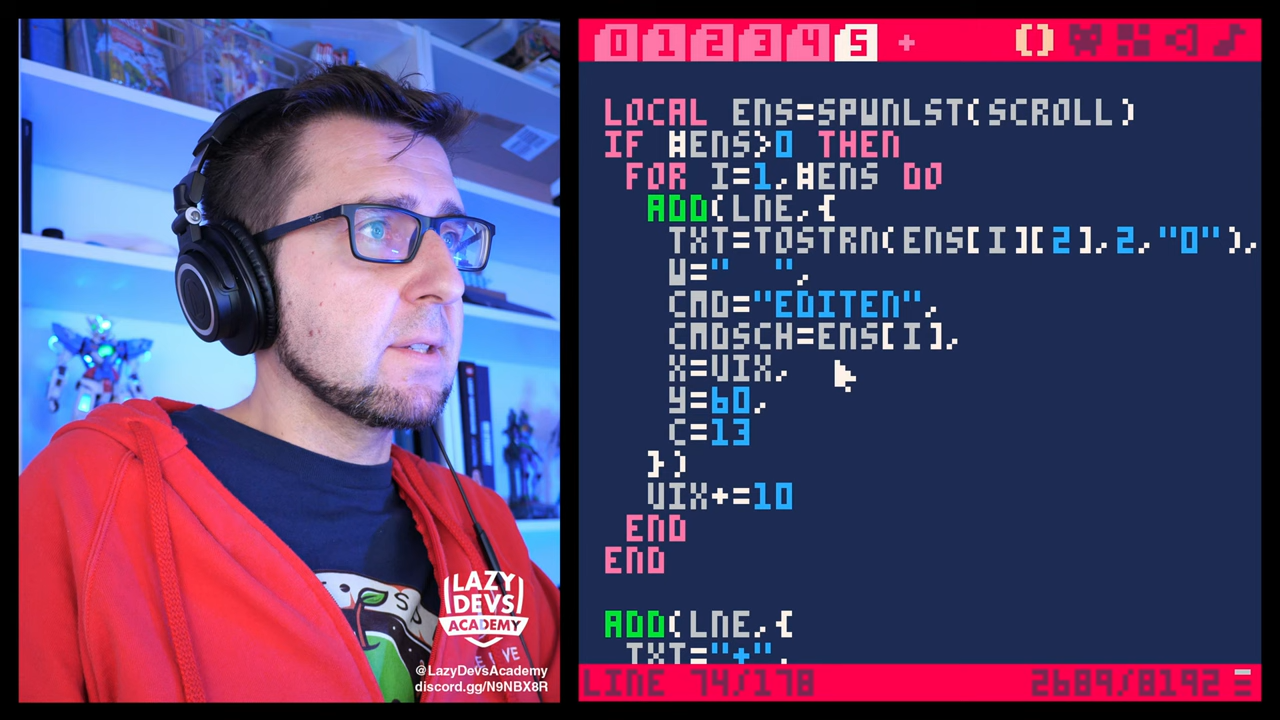 0 1 2 3 4 5 +
LOCAL ENS=SPWNLST(SCROLL)
IF #ENS>0 THEN
FOR I=1,#ENS DO
ADD(LNE,{
TXT=TOSTRN(ENS[I][2],2,"0"),
W="   ",
CMD="EDITEN",
CMDSCH=ENS[I],
X=VIX,
Y=60,
C=13
})
VIX+=10
END
END
ADD(LNE,{
TXT="+",
LINE 74/178
2689/8192
LAZY
DEVS
ACADEMY
@LazyDevsAcademy
discord.gg/N9NBX8R